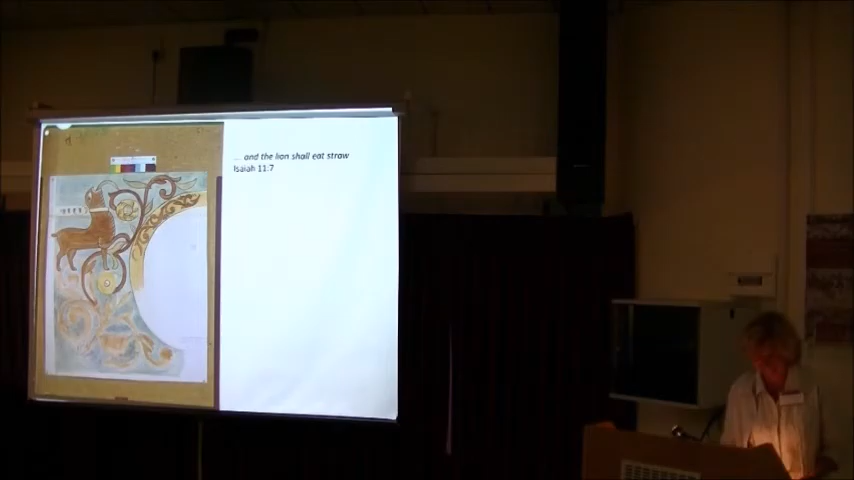 ... and the lion shall eat straw
Isaiah 11:7